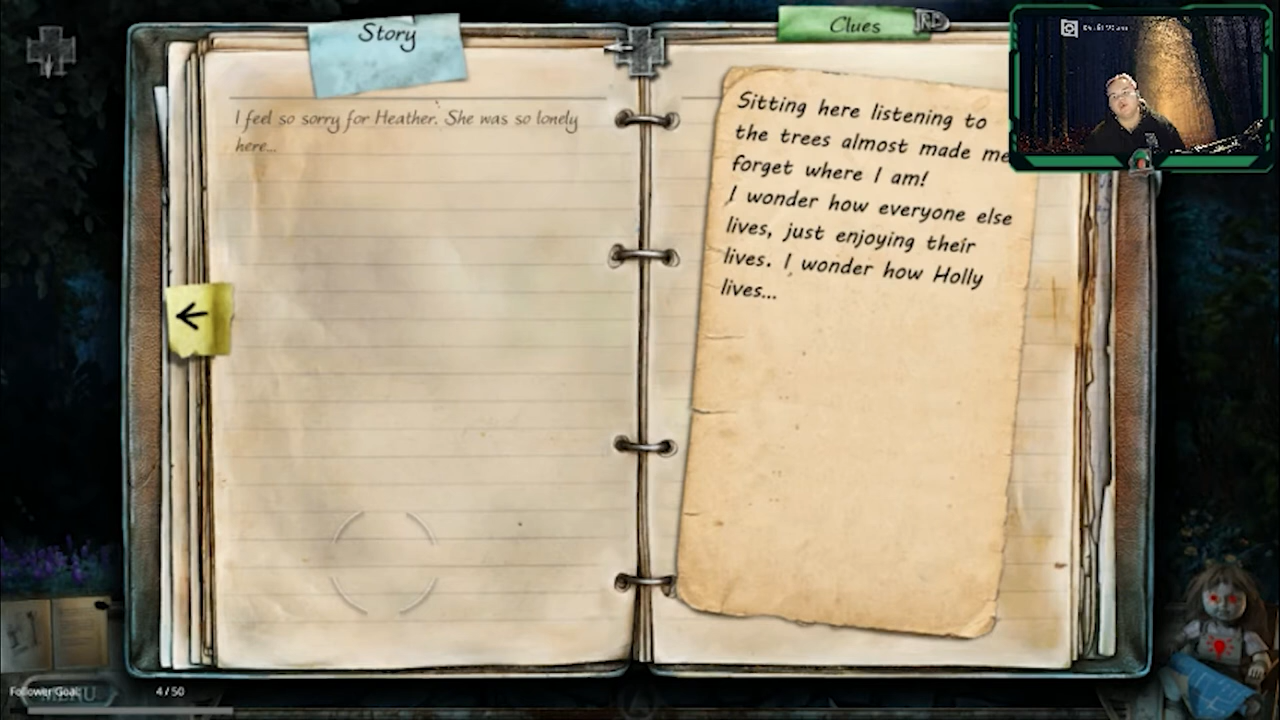 Story
Clues
I feel so sorry for Heather. She was so lonely
here...
Sitting here listening to
the trees almost made me
forget where I am!
I wonder how everyone else
lives, just enjoying their
lives. I wonder how Holly
lives...
Follower Goal:
MENU
4 / 50